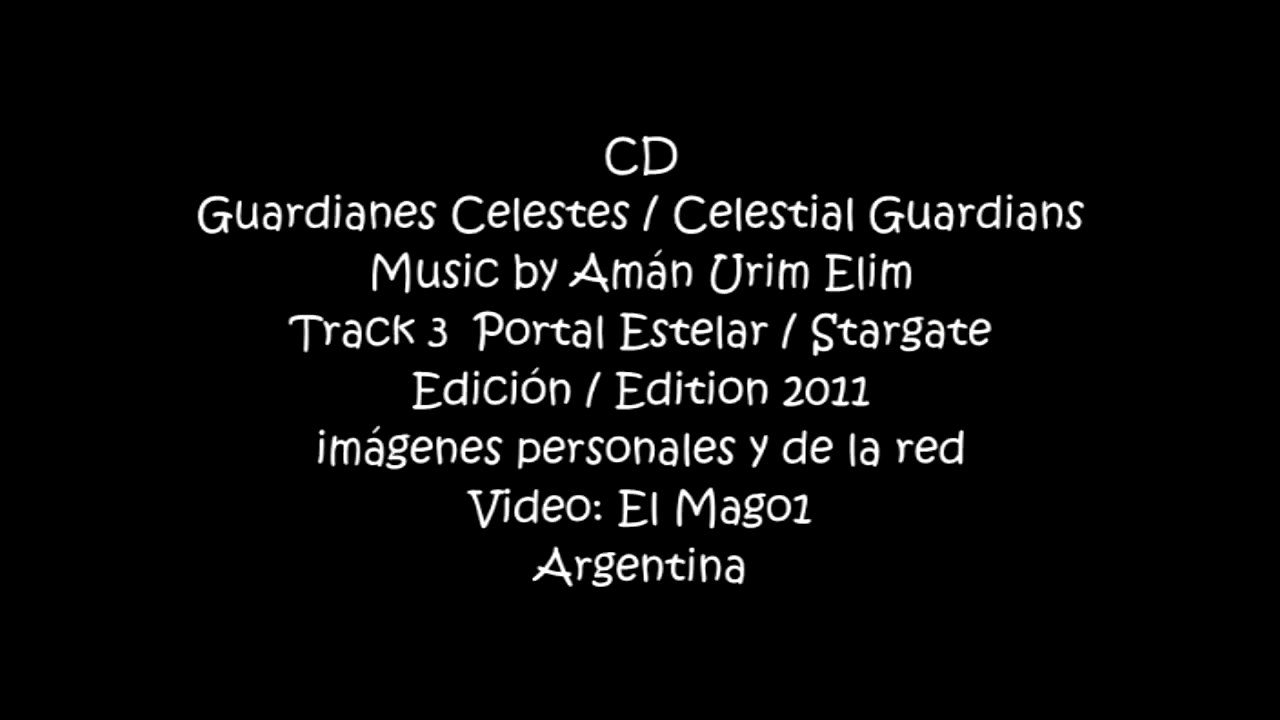 CD
Guardianes Celestes / Celestial Guardians
Music by Amán Urim Elim
Track 3 Portal Estelar / Stargate
Edición / Edition 2011
imágenes personales y de la red
Video: El Mago1
Argentina